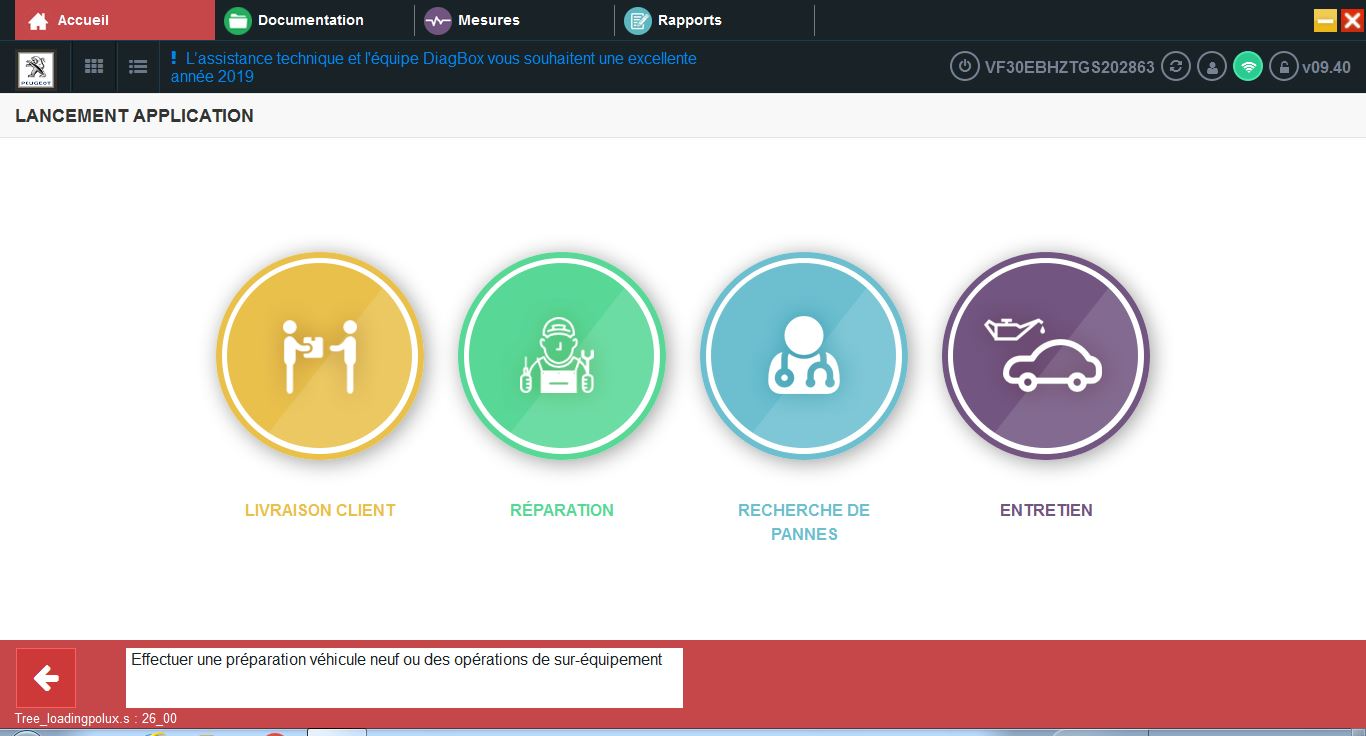 Accueil
Documentation
Mesures
Rapports
PEUGEOT
! L'assistance technique et l'équipe DiagBox vous souhaitent une excellente
année 2019
VF30EBHZTGS202863
v09.40
LANCEMENT APPLICATION
LIVRAISON CLIENT
RÉPARATION
RECHERCHE DE
PANNES
ENTRETIEN
Effectuer une préparation véhicule neuf ou des opérations de sur-équipement
Tree_loadingpolux.s : 26_00